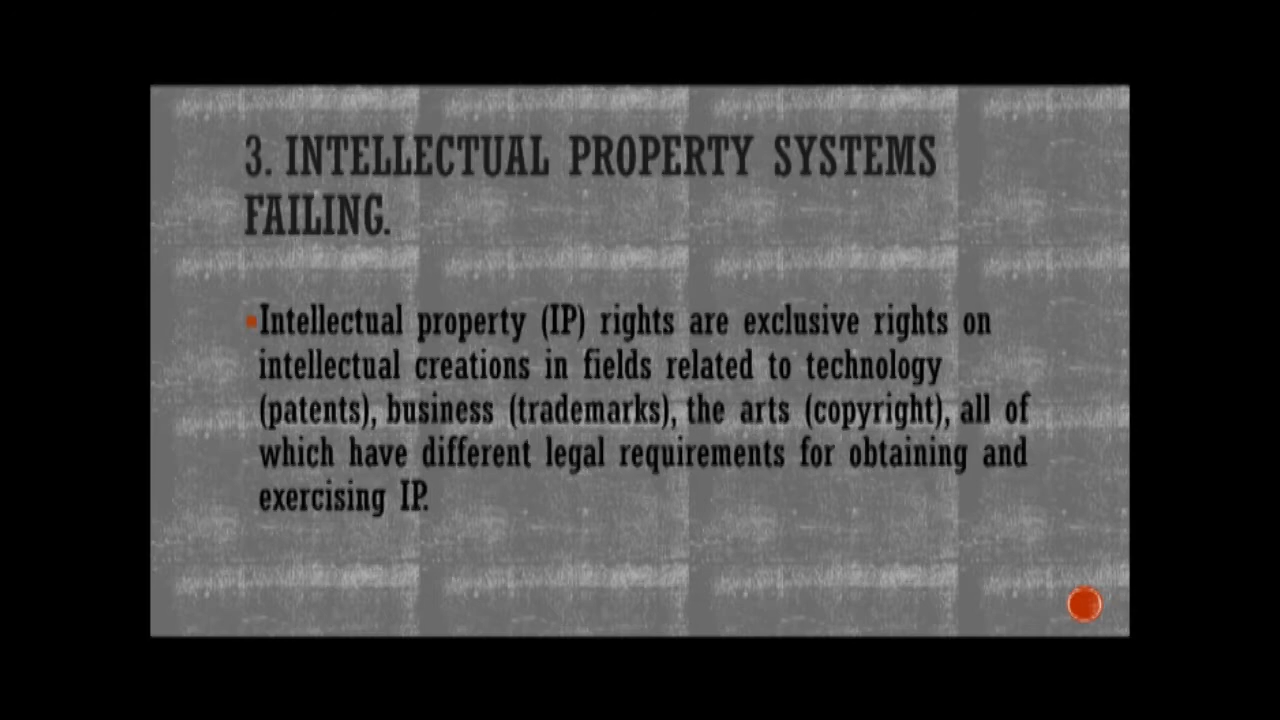 3. INTELLECTUAL PROPERTY SYSTEMS
FAILING.
Intellectual property (IP) rights are exclusive rights on
intellectual creations in fields related to technology
(patents), business (trademarks), the arts (copyright), all of
which have different legal requirements for obtaining and
exercising IP.